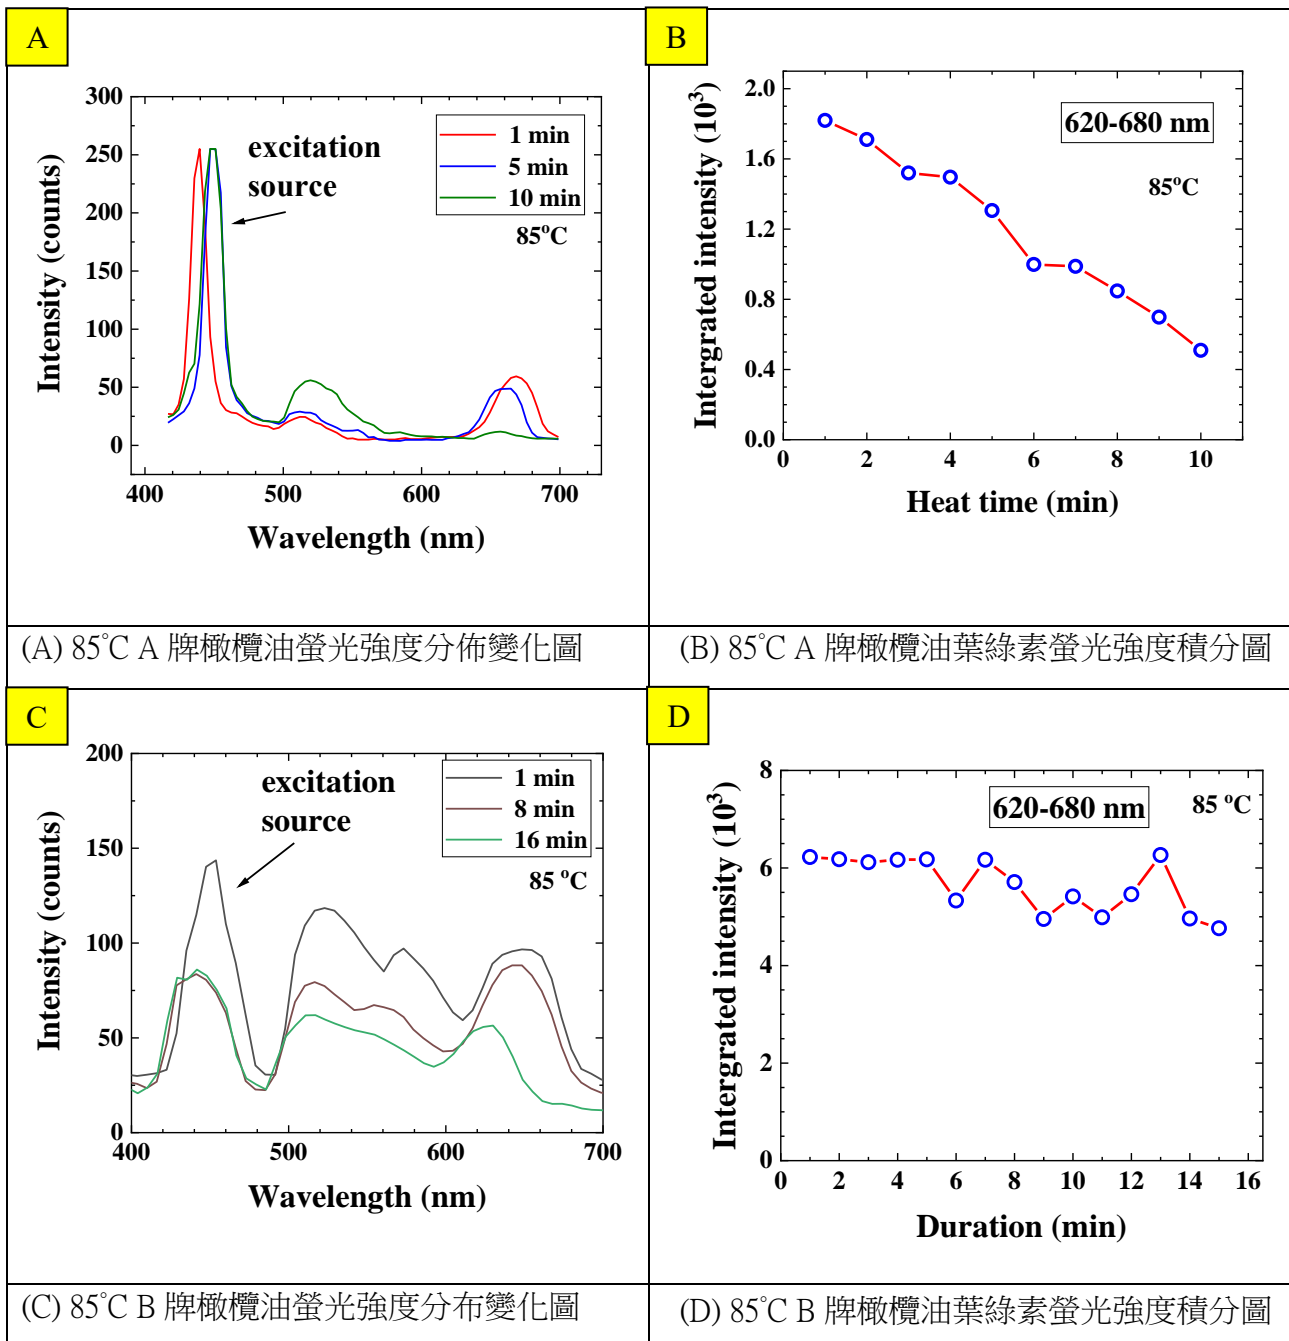 A
300
250
200
150
100
50
0
Intensity (counts)
excitation
source
1 min
5 min
10 min
85°C
400
500
600
700
Wavelength (nm)
B
2.0
1.6
1.2
0.8
0.4
0.0
Intergrated intensity (10³)
620-680 nm
85°C
0
2
4
6
8
10
Heat time (min)
(A) 85°C A 牌橄欖油螢光強度分佈變化圖
(B) 85°C A 牌橄欖油葉綠素螢光強度積分圖
C
200
150
100
50
0
Intensity (counts)
excitation
source
1 min
8 min
16 min
85 °C
400
500
600
700
Wavelength (nm)
D
8
6
4
2
0
Intergrated intensity (10³)
620-680 nm
85 °C
0
2
4
6
8
10
12
14
16
Duration (min)
(C) 85°C B 牌橄欖油螢光強度分布變化圖
(D) 85°C B 牌橄欖油葉綠素螢光強度積分圖